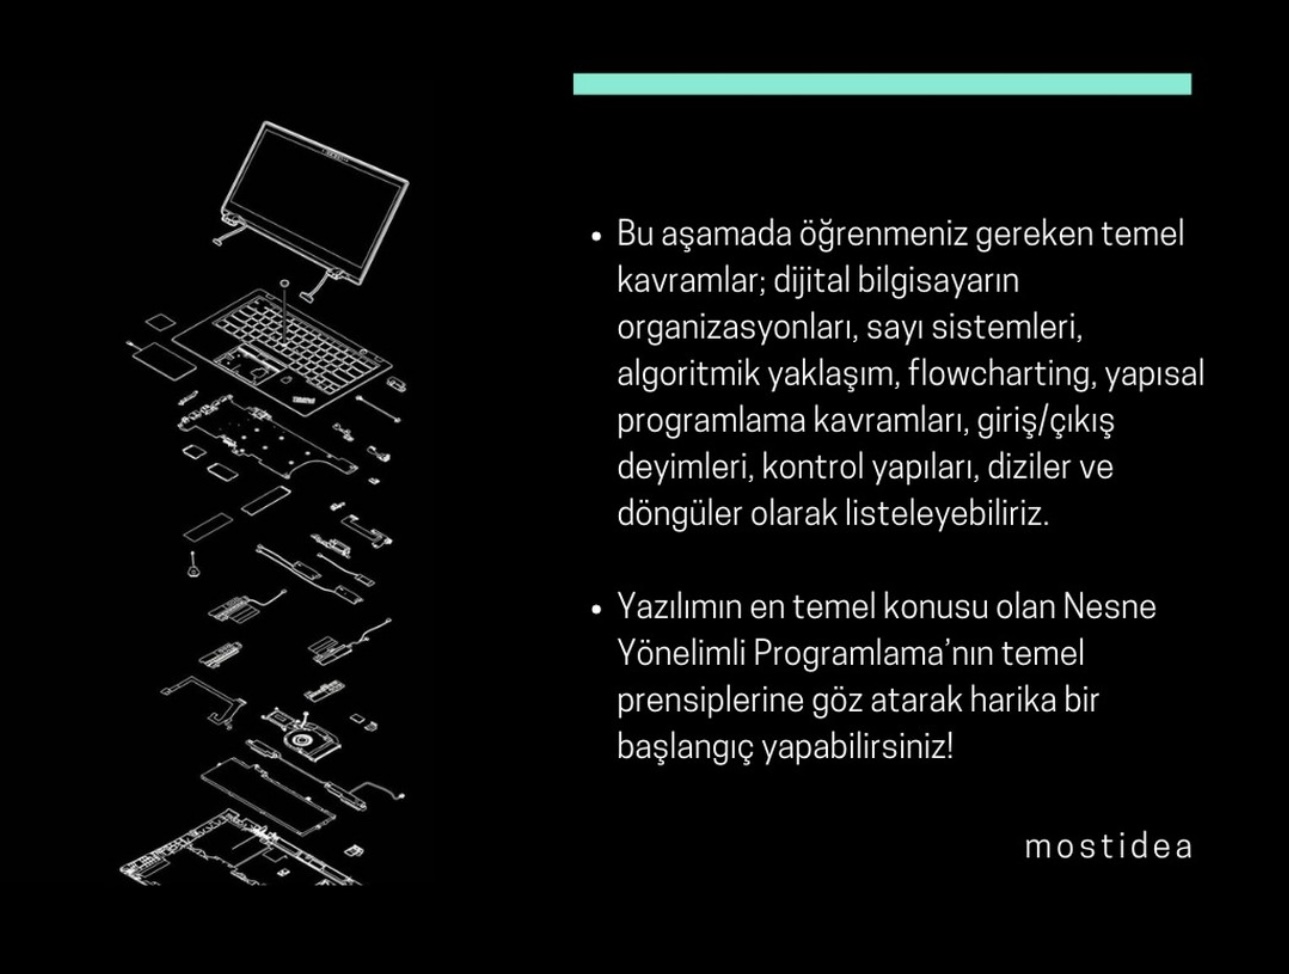 Bu aşamada öğrenmeniz gereken temel
kavramlar; dijital bilgisayarın
organizasyonları, sayı sistemleri,
algoritmik yaklaşım, flowcharting, yapısal
programlama kavramları, giriş/çıkış
deyimleri, kontrol yapıları, diziler ve
döngüler olarak listeleyebiliriz.
Yazılımın en temel konusu olan Nesne
Yönelimli Programlama’nın temel
prensiplerine göz atarak harika bir
başlangıç yapabilirsiniz!
mostidea